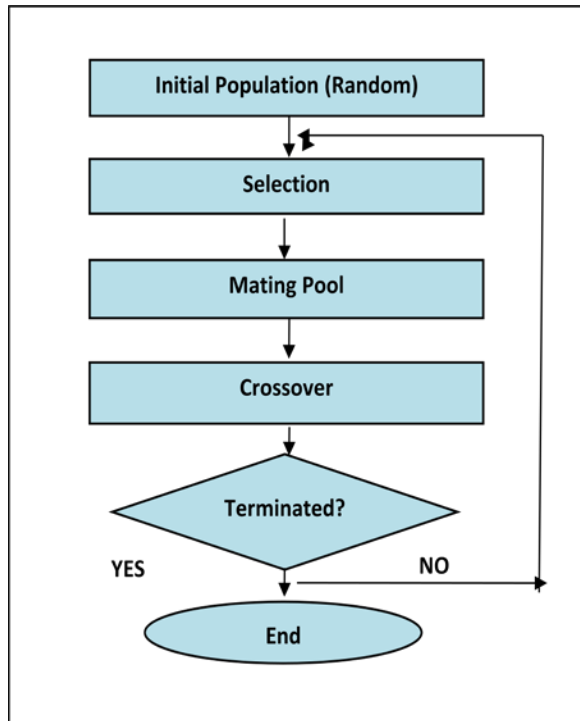 Initial Population (Random)
Selection
Mating Pool
Crossover
Terminated?
YES
NO
End